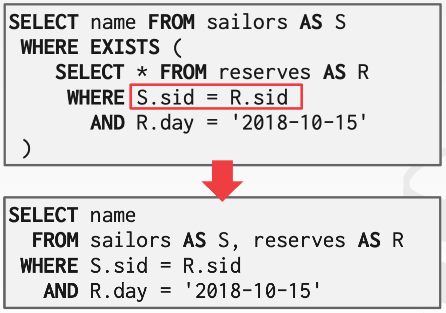 SELECT name FROM sailors AS S
WHERE EXISTS (
SELECT * FROM reserves AS R
WHERE S.sid = R.sid
AND R.day = '2018-10-15'
)
SELECT name
FROM sailors AS S, reserves AS R
WHERE S.sid = R.sid
AND R.day = '2018-10-15'